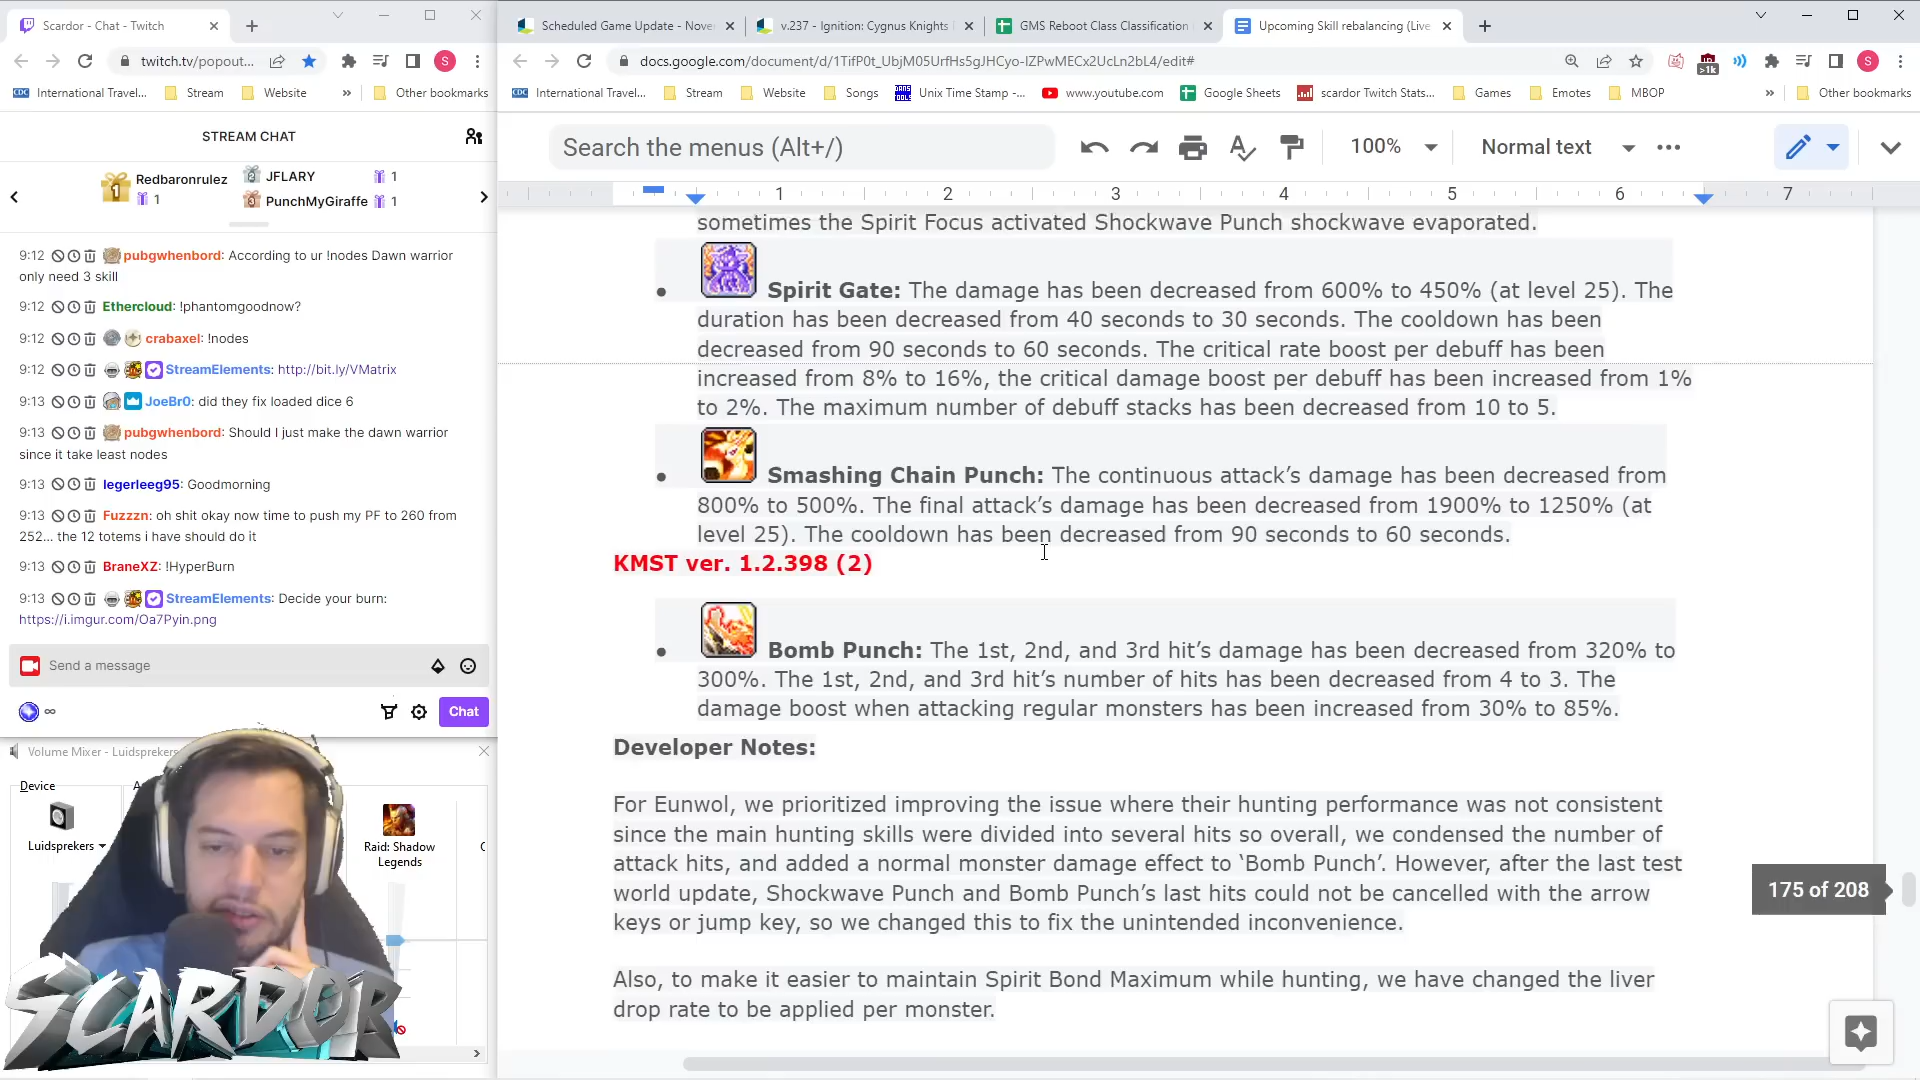 Scardor - Chat - Twitch
twitch.tv/popout...
International Travel...
Stream
Website
»
Other bookmarks
STREAM CHAT
1
Redbaronrulez
1
JFLARY
1
PunchMyGiraffe
1
9:12 pubgwhenbord: According to ur !nodes Dawn warrior
only need 3 skill
9:12 Ethercloud: !phantomgoodnow?
9:12 crabaxel: !nodes
9:12 StreamElements: http://bit.ly/VMatrix
9:13 JoeBr0: did they fix loaded dice 6
9:13 pubgwhenbord: Should I just make the dawn warrior
since it take least nodes
9:13 legerleeg95: Goodmorning
9:13 Fuzzzn: oh shit okay now time to push my PF to 260 from
252... the 12 totems i have should do it
9:13 BraneXZ: !HyperBurn
9:13 StreamElements: Decide your burn:
https://i.imgur.com/Oa7Pyin.png
Send a message
∞
Chat
Volume Mixer - Luidsprekers
Device
Luidsprekers
Raid: Shadow
Legends
SCARDOR
Scheduled Game Update - Nove
v.237 - Ignition: Cygnus Knights
GMS Reboot Class Classification
Upcoming Skill rebalancing (Live
docs.google.com/document/d/1TifP0t_UbjM05UrfHs5gJHCyo-IZPwMECx2UcLn2bL4/edit#
>1k
S
International Travel...
Stream
Website
Songs
Unix Time Stamp -...
www.youtube.com
Google Sheets
scardor Twitch Stats...
Games
Emotes
MBOP
»
Other bookmarks
Search the menus (Alt+/)
100%
Normal text
1 2 3 4 5 6 7
sometimes the Spirit Focus activated Shockwave Punch shockwave evaporated.
• Spirit Gate: The damage has been decreased from 600% to 450% (at level 25). The
duration has been decreased from 40 seconds to 30 seconds. The cooldown has been
decreased from 90 seconds to 60 seconds. The critical rate boost per debuff has been
increased from 8% to 16%, the critical damage boost per debuff has been increased from 1%
to 2%. The maximum number of debuff stacks has been decreased from 10 to 5.
• Smashing Chain Punch: The continuous attack’s damage has been decreased from
800% to 500%. The final attack’s damage has been decreased from 1900% to 1250% (at
level 25). The cooldown has been decreased from 90 seconds to 60 seconds.
KMST ver. 1.2.398 (2)
• Bomb Punch: The 1st, 2nd, and 3rd hit’s damage has been decreased from 320% to
300%. The 1st, 2nd, and 3rd hit’s number of hits has been decreased from 4 to 3. The
damage boost when attacking regular monsters has been increased from 30% to 85%.
Developer Notes:
For Eunwol, we prioritized improving the issue where their hunting performance was not consistent
since the main hunting skills were divided into several hits so overall, we condensed the number of
attack hits, and added a normal monster damage effect to ‘Bomb Punch’. However, after the last test
world update, Shockwave Punch and Bomb Punch’s last hits could not be cancelled with the arrow
keys or jump key, so we changed this to fix the unintended inconvenience.
175 of 208
Also, to make it easier to maintain Spirit Bond Maximum while hunting, we have changed the liver
drop rate to be applied per monster.